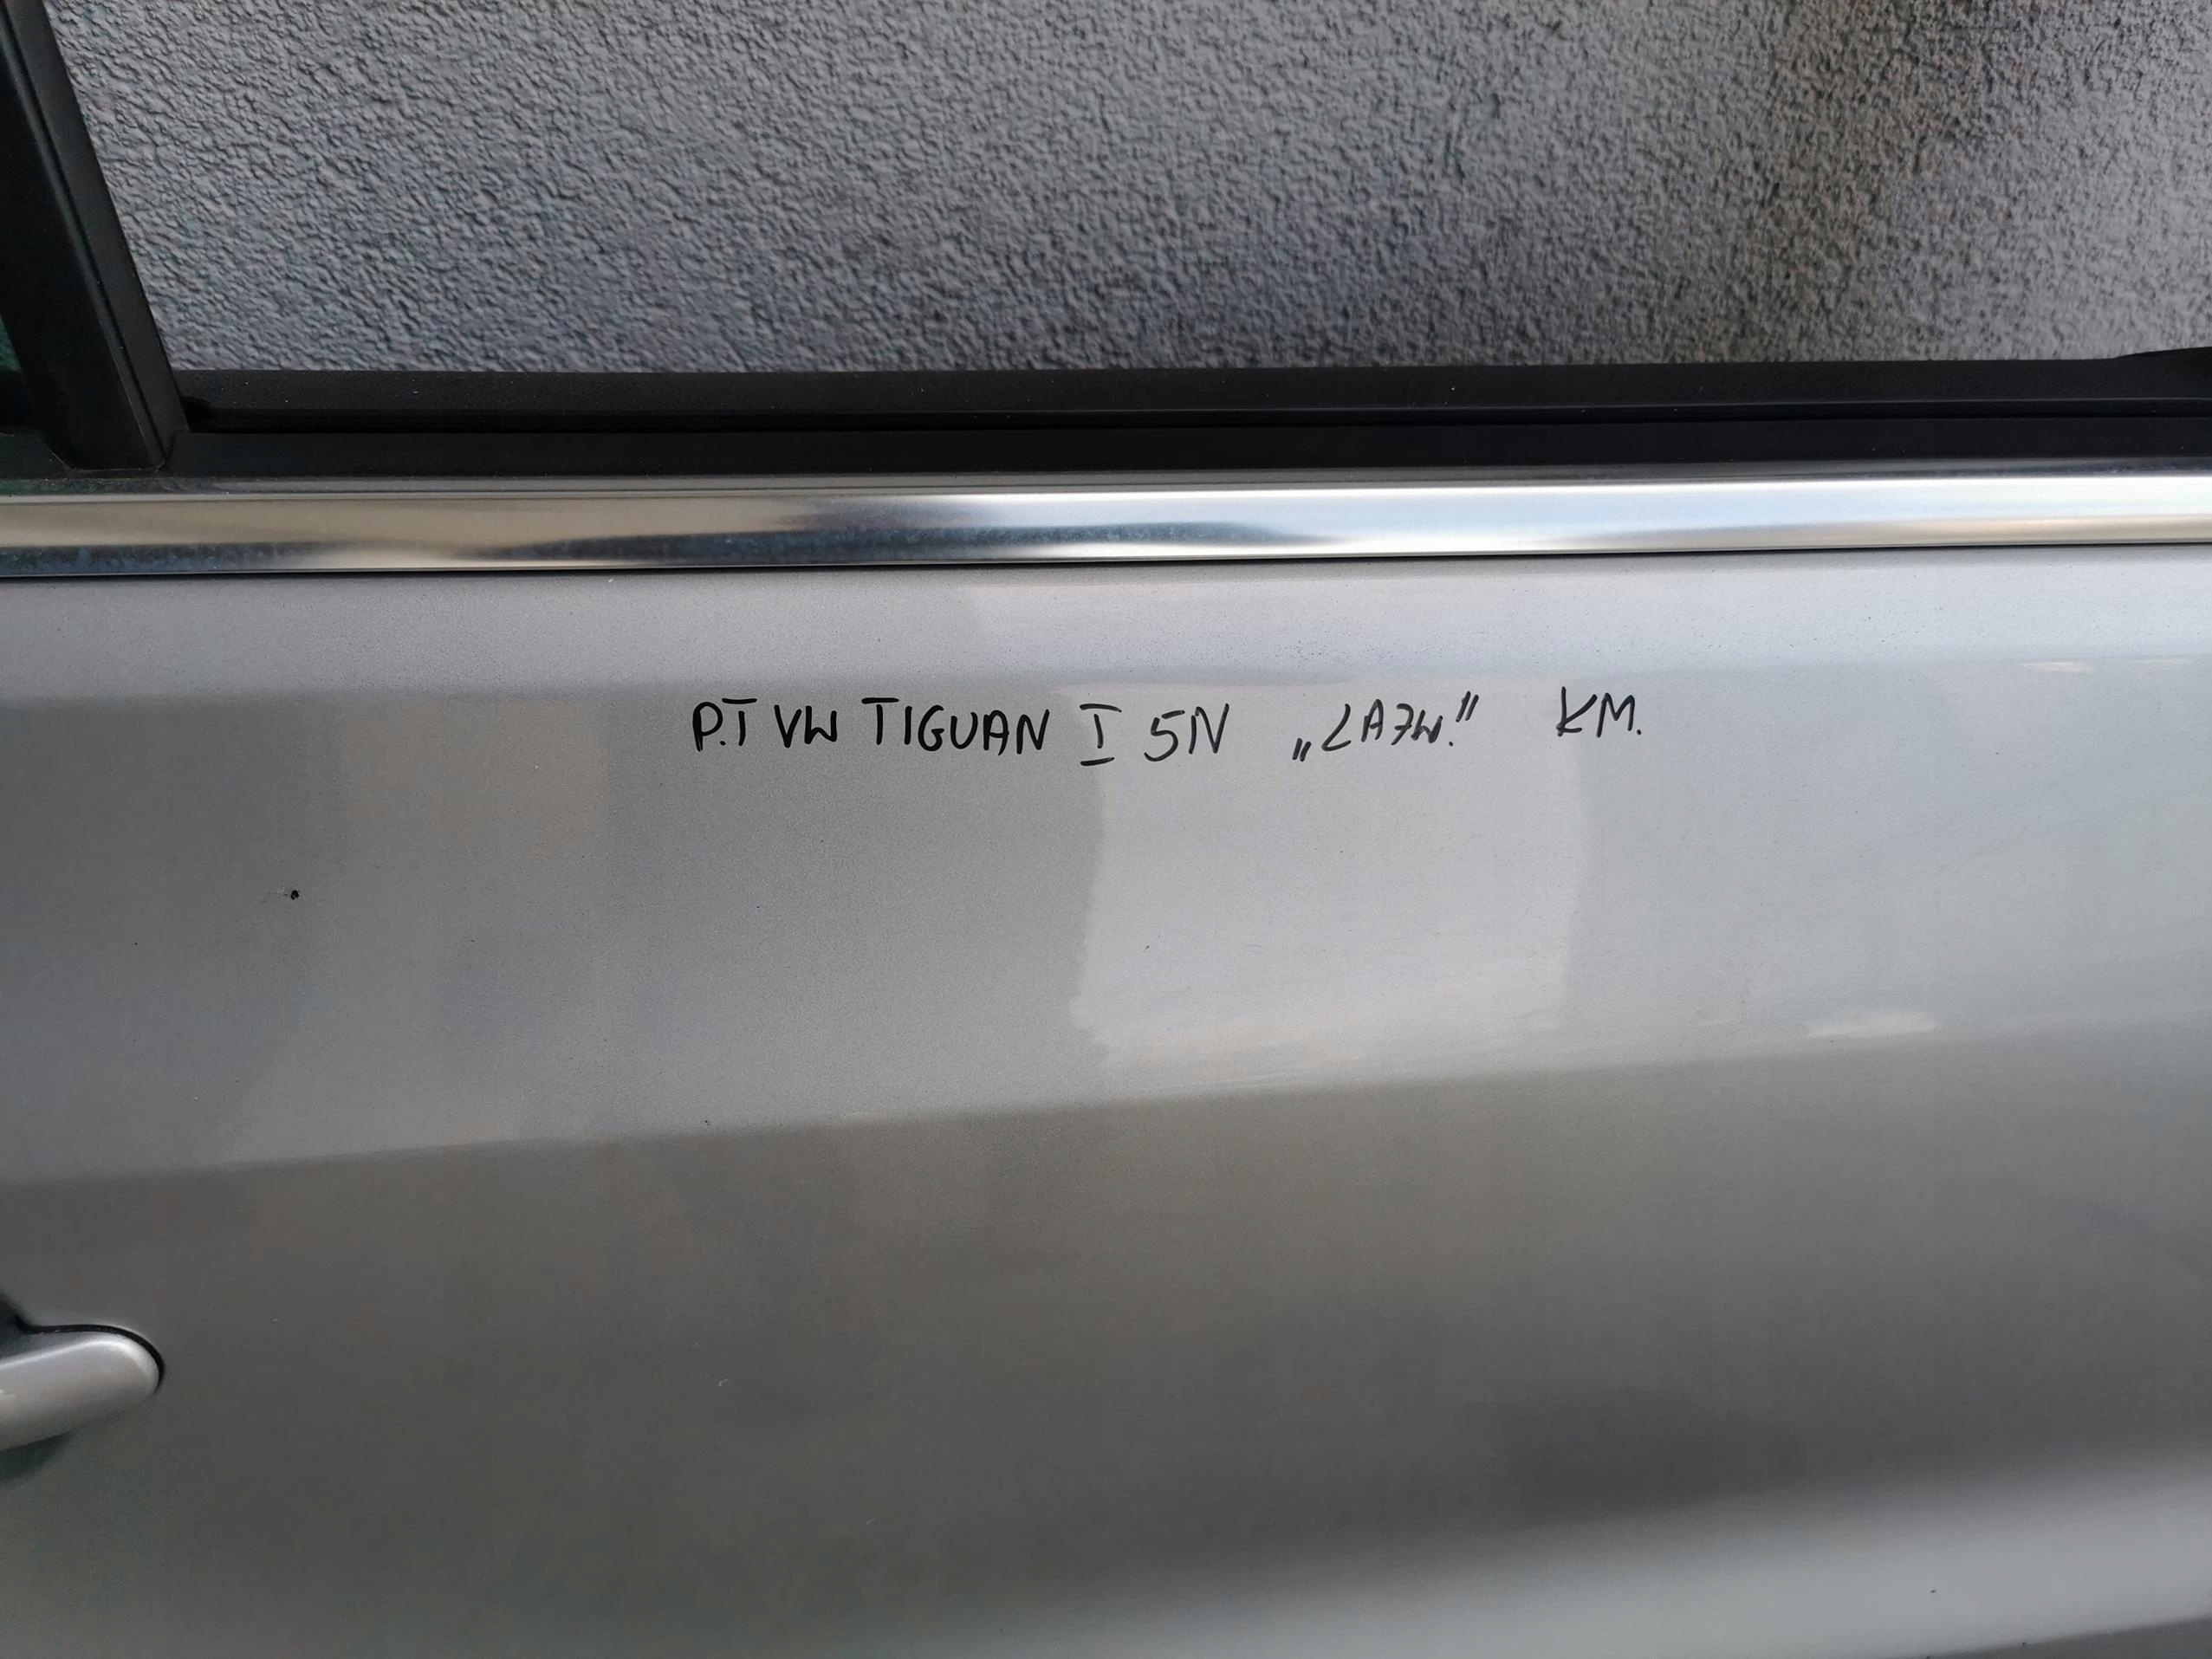 P.T VW TIGUAN I 5N „LA7W." KM.